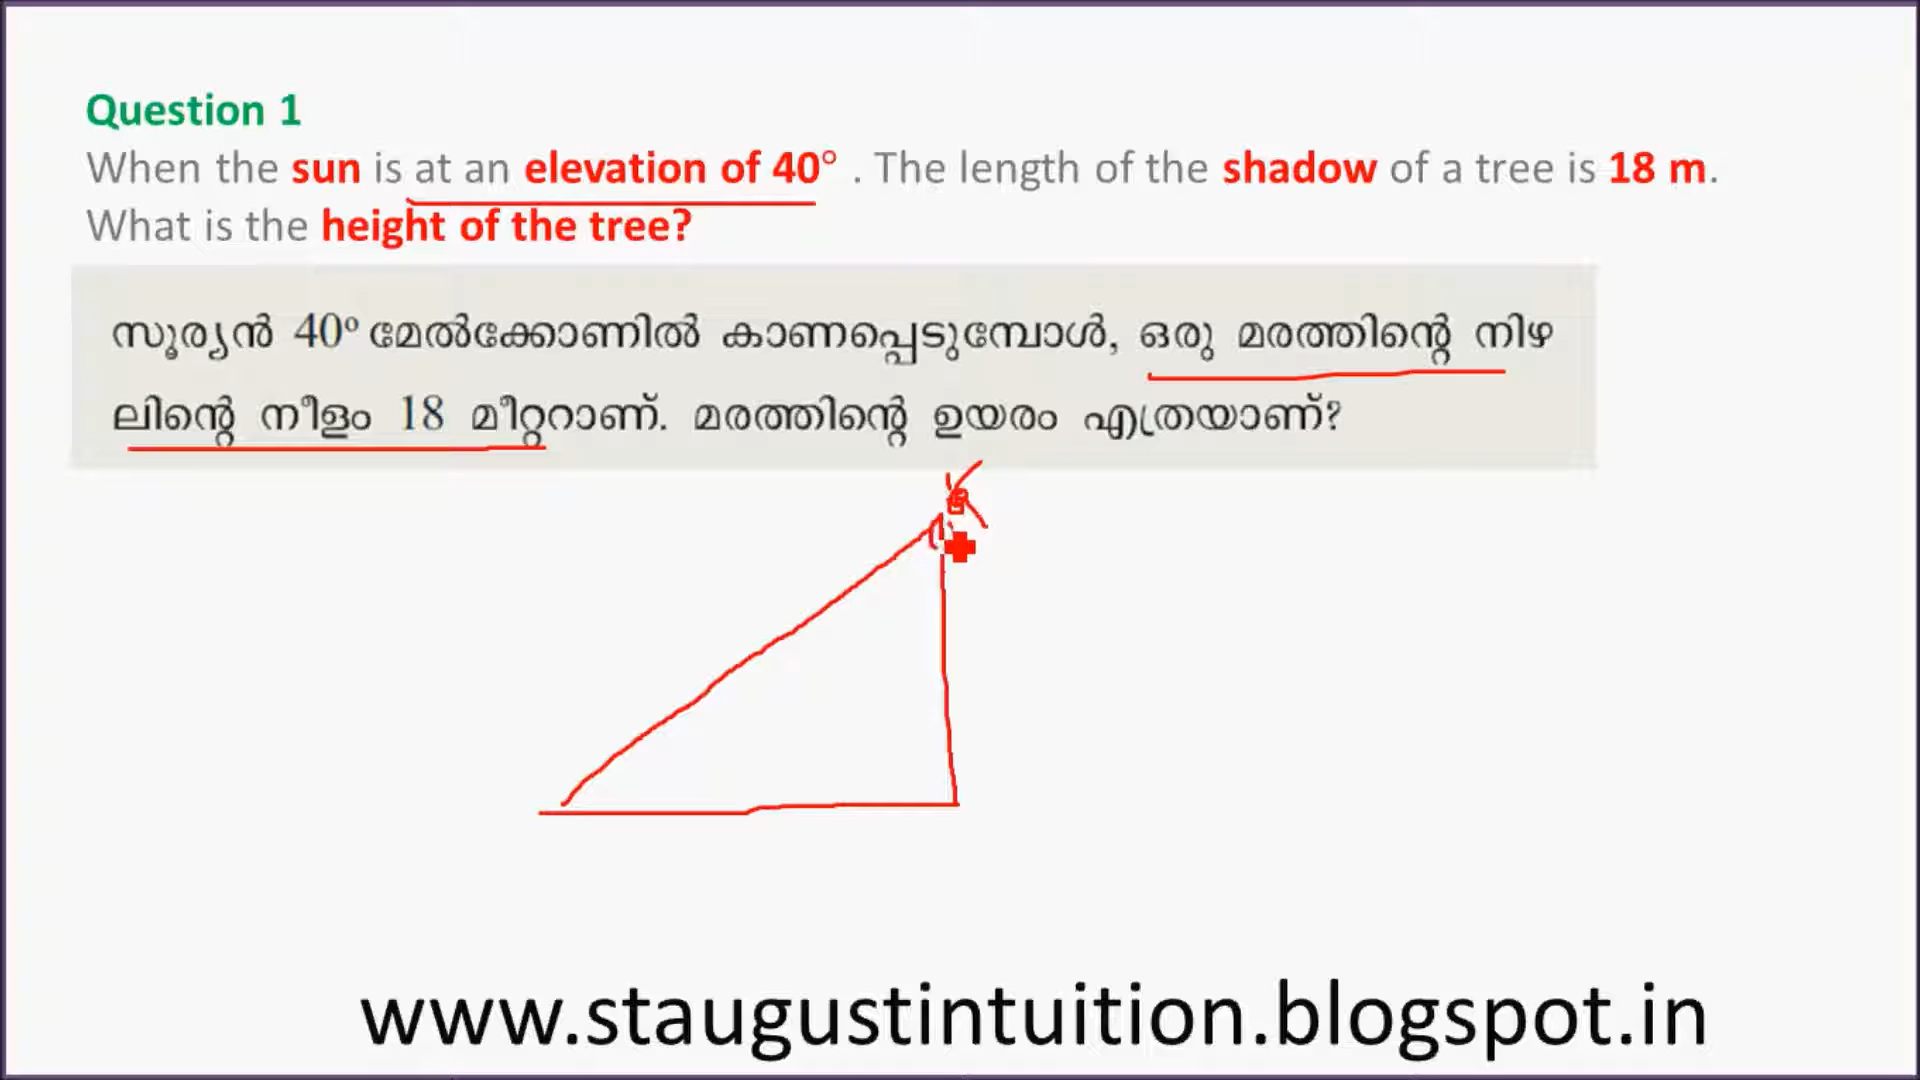 Question 1
When the sun is at an elevation of 40° . The length of the shadow of a tree is 18 m.
What is the height of the tree?
സൂര്യൻ 40° മേൽക്കോണിൽ കാണപ്പെടുമ്പോൾ, ഒരു മരത്തിന്റെ നിഴ
ലിന്റെ നീളം 18 മീറ്ററാണ്. മരത്തിന്റെ ഉയരം എത്രയാണ്?
www.staugustintuition.blogspot.in